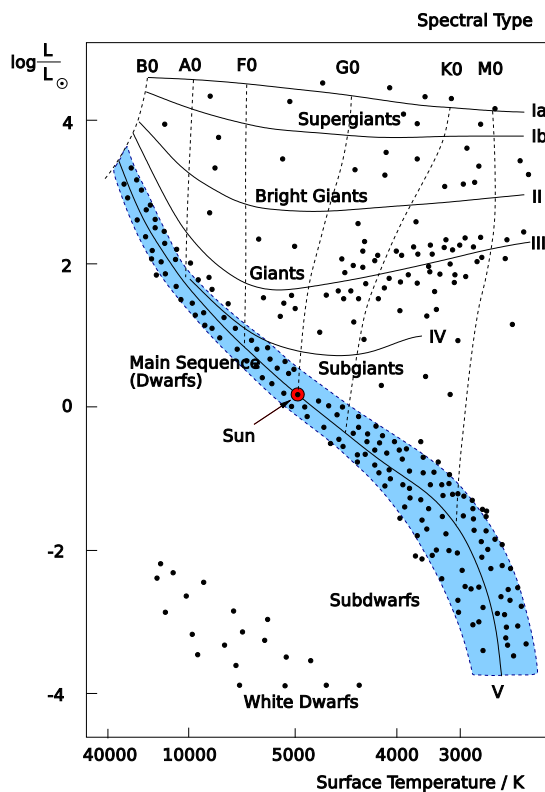 Spectral Type
log L/L☉
B0 A0 F0 G0 K0 M0
Ia
Supergiants
4
Ib
Bright Giants
II
III
2
Giants
IV
Main Sequence
(Dwarfs)
Subgiants
0
Sun
-2
Subdwarfs
-4
White Dwarfs
V
40000 10000 5000 4000 3000
Surface Temperature / K